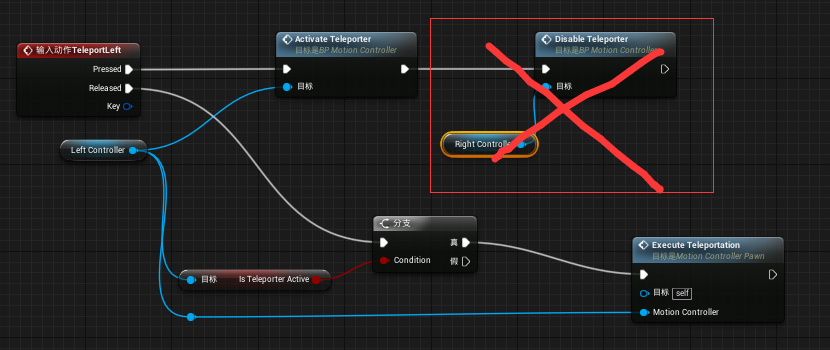 输入动作TeleportLeft
Pressed
Released
Key
Activate Teleporter
目标是BP Motion Controller
目标
Disable Teleporter
目标是BP Motion Controller
目标
Left Controller
Right Controller
分支
真
Condition
假
目标
Is Teleporter Active
Execute Teleportation
目标是Motion Controller Pawn
目标
self
Motion Controller